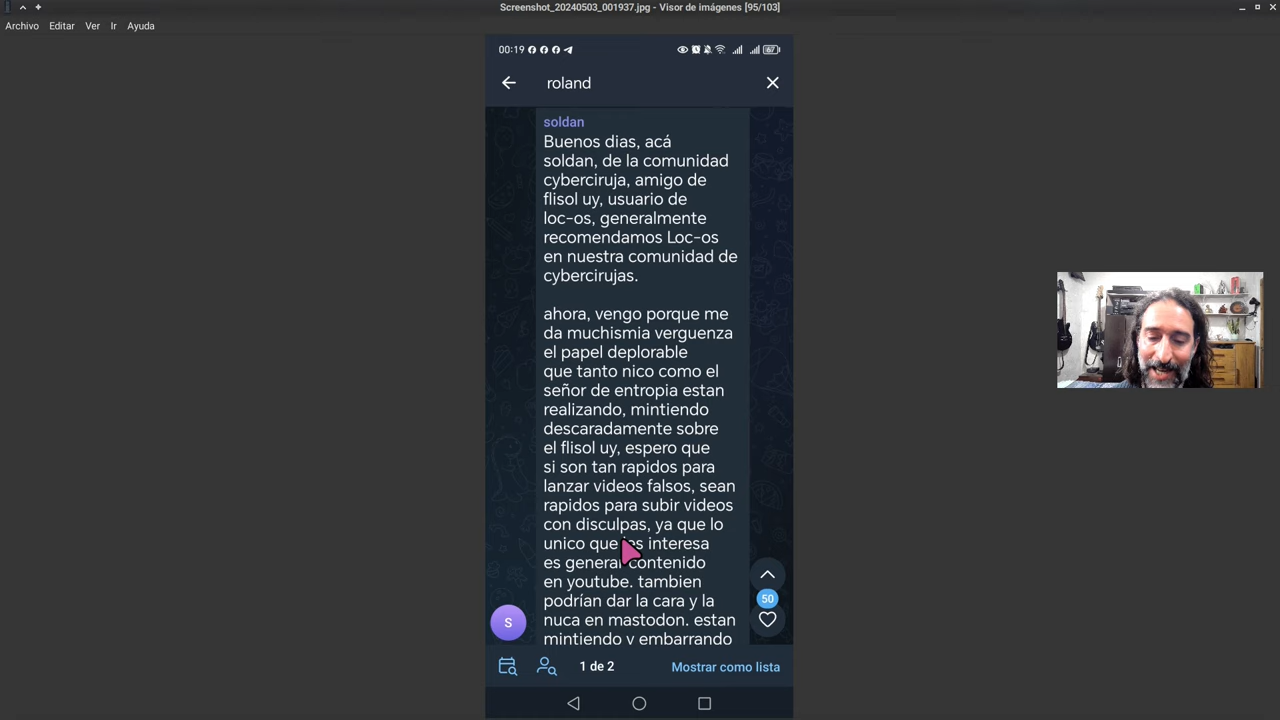 Screenshot_20240503_001937.jpg - Visor de imágenes [95/103]
Archivo Editar Ver Ir Ayuda
00:19 67
roland
soldan
Buenos dias, acá
soldan, de la comunidad
cyberciruja, amigo de
flisol uy, usuario de
loc-os, generalmente
recomendamos Loc-os
en nuestra comunidad de
cybercirujas.
ahora, vengo porque me
da muchismia verguenza
el papel deplorable
que tanto nico como el
señor de entropia estan
realizando, mintiendo
descaradamente sobre
el flisol uy, espero que
si son tan rapidos para
lanzar videos falsos, sean
rapidos para subir videos
con disculpas, ya que lo
unico que les interesa
es generar contenido
en youtube. tambien
podrían dar la cara y la
nuca en mastodon. estan
mintiendo y embarrando
50
S
1 de 2
Mostrar como lista